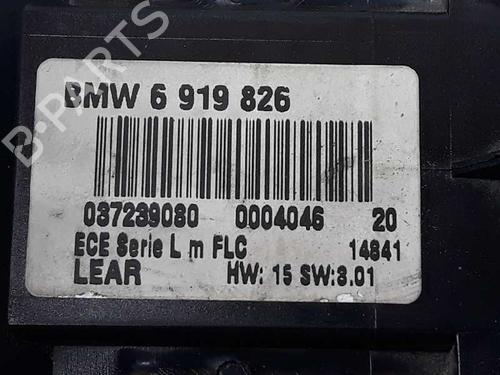 BMW 6 919 826
037239080 0004046 20
ECE Serie L m FLC 14841
LEAR HW: 15 SW:3.01
B-PARTS